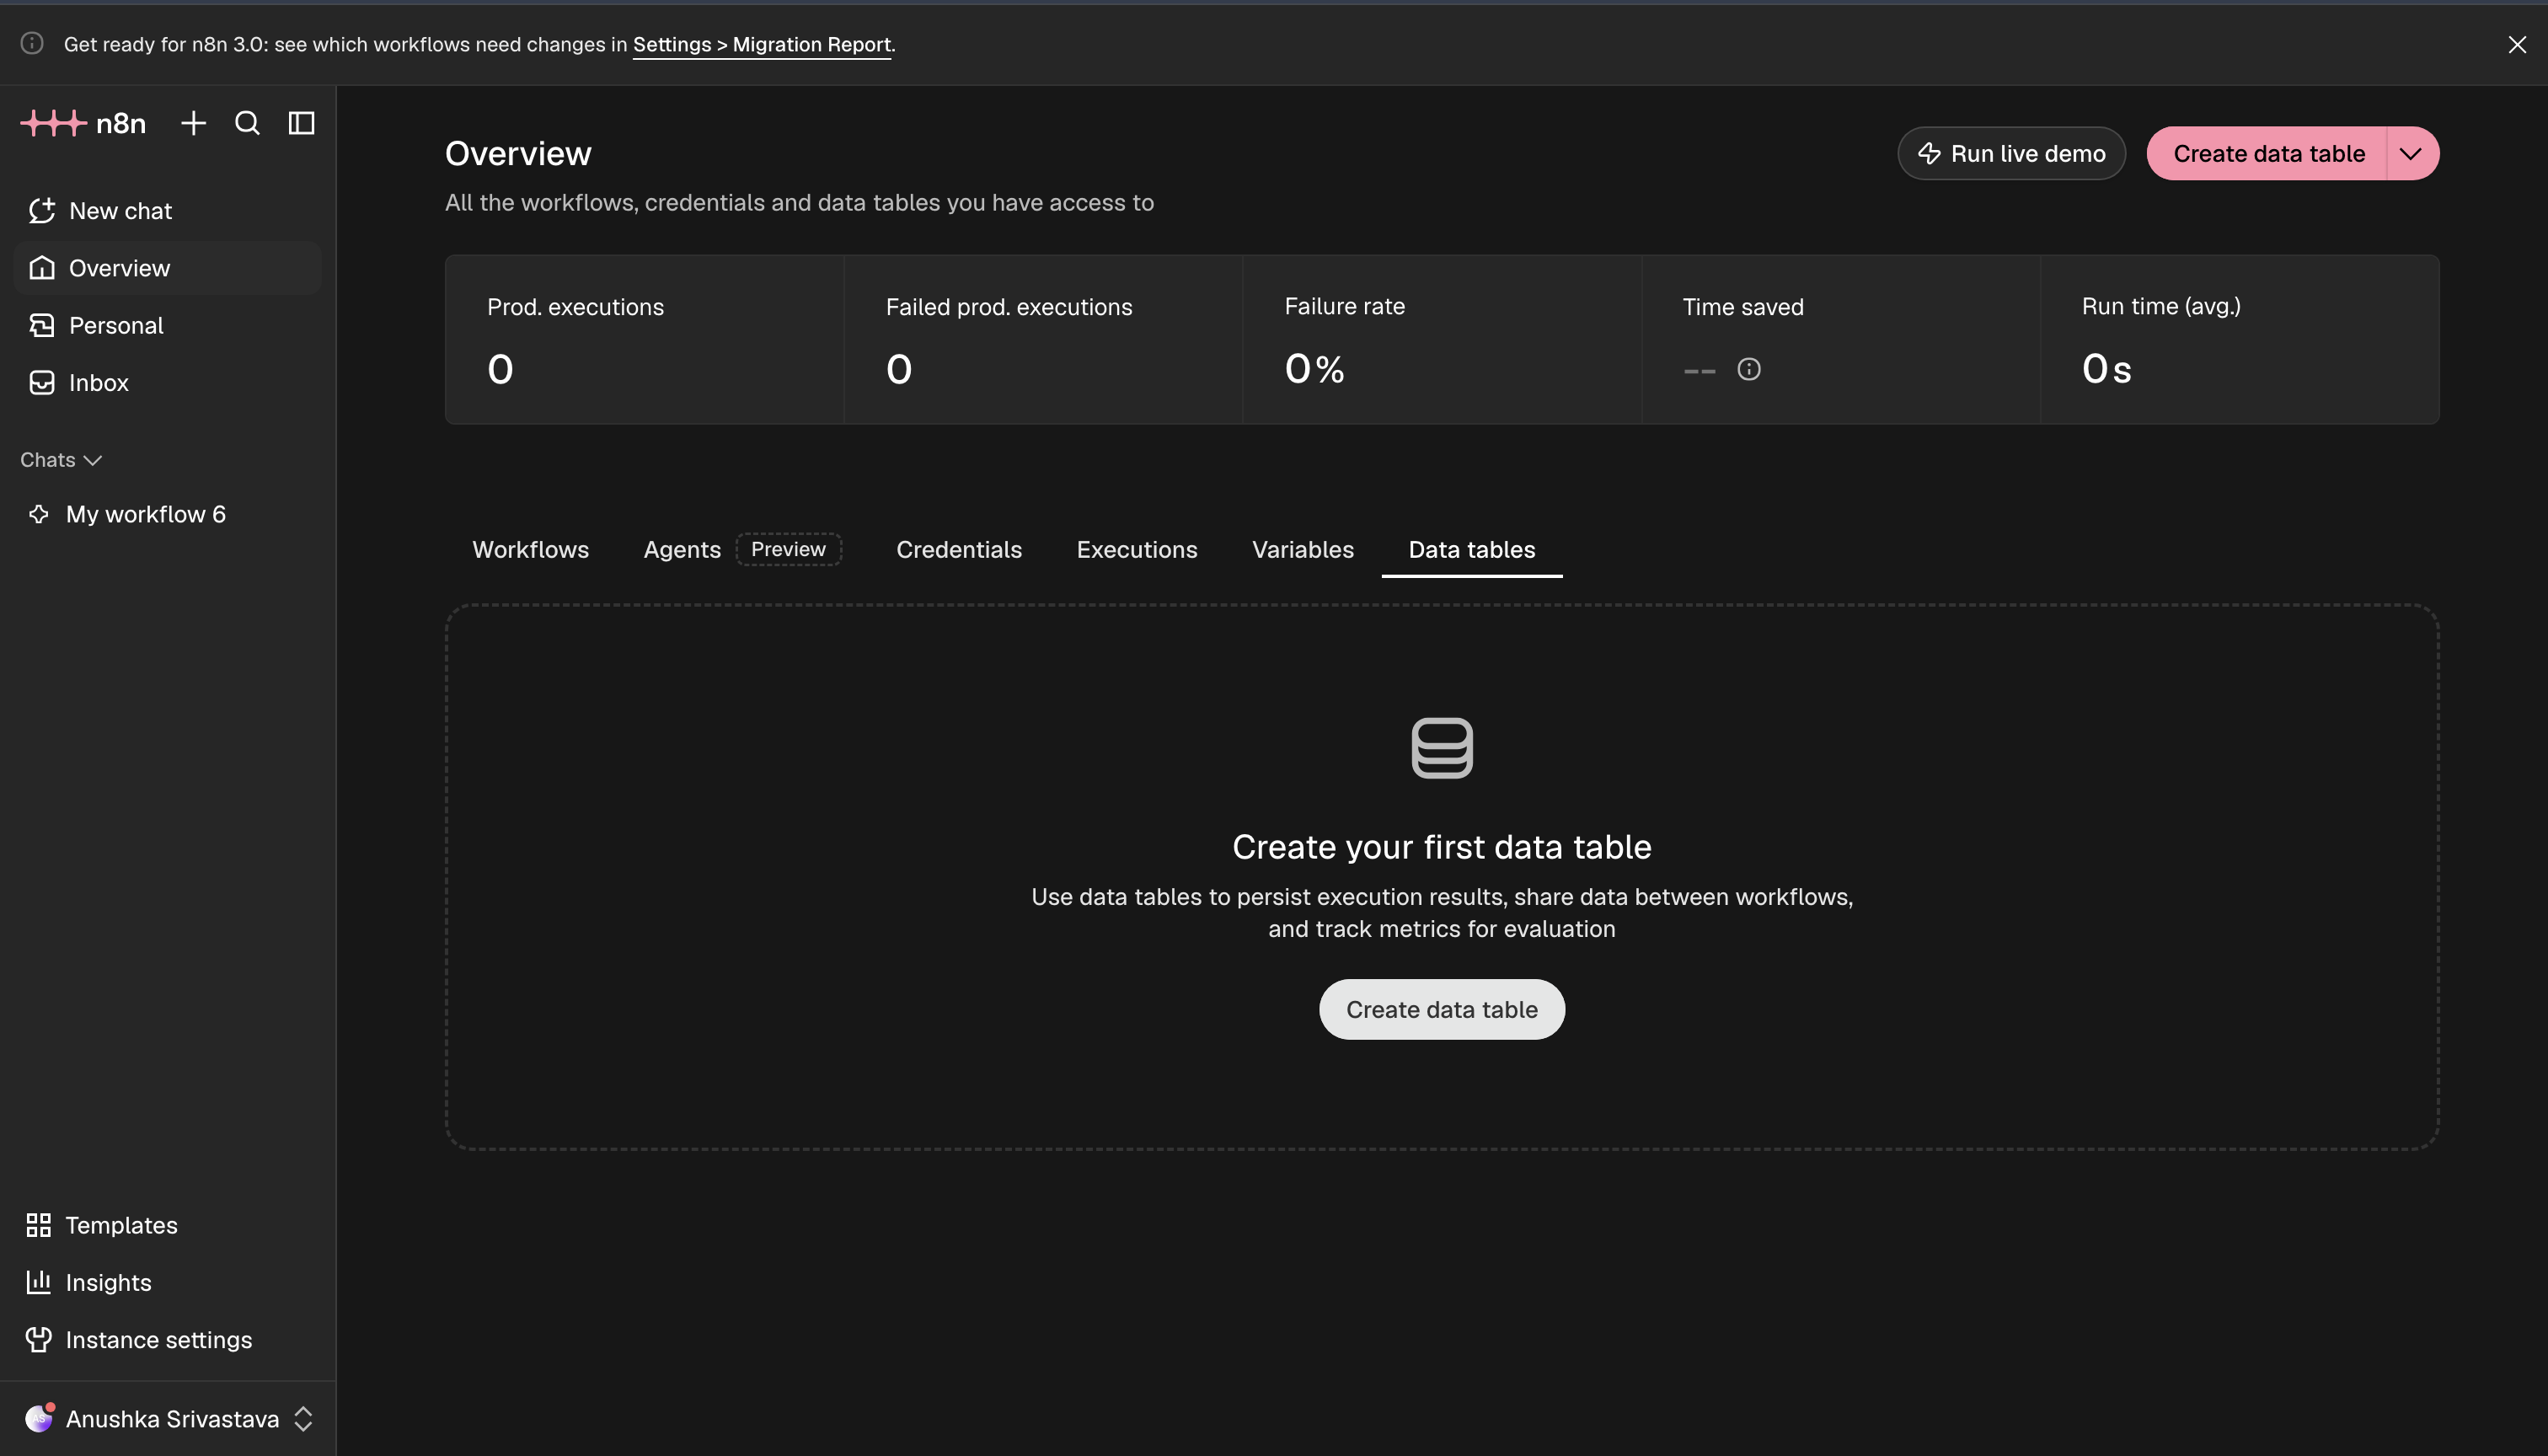 Get ready for n8n 3.0: see which workflows need changes in Settings > Migration Report.
n8n
New chat
Overview
Personal
Inbox
Chats
My workflow 6
Templates
Insights
Instance settings
AS
Anushka Srivastava
Overview
Run live demo
Create data table
All the workflows, credentials and data tables you have access to
Prod. executions
0
Failed prod. executions
0
Failure rate
0%
Time saved
--
Run time (avg.)
0s
Workflows
Agents
Preview
Credentials
Executions
Variables
Data tables
Create your first data table
Use data tables to persist execution results, share data between workflows,
and track metrics for evaluation
Create data table